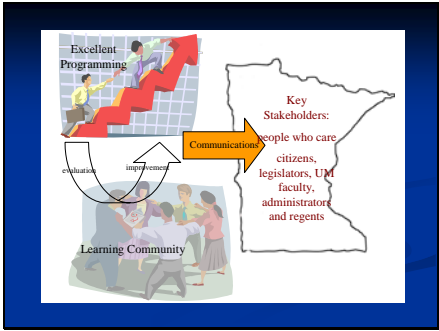 Excellent
Programming
evaluation
improvement
Learning Community
Communications
Key
Stakeholders:
people who care
citizens,
legislators, UM
faculty,
administrators
and regents